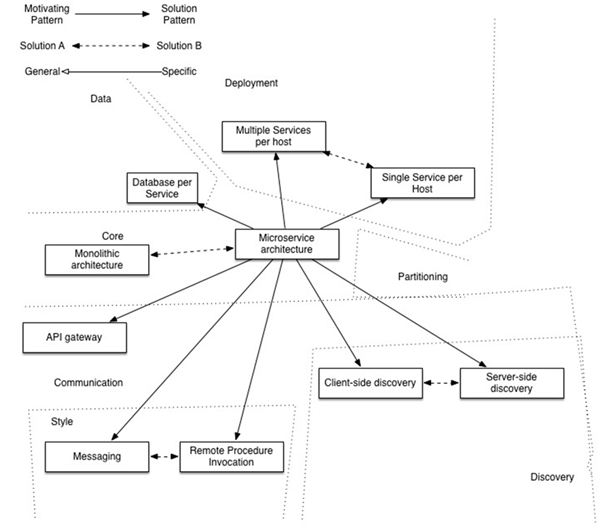 Motivating
Pattern
Solution
Pattern
Solution A
Solution B
General
Specific
Data
Deployment
Multiple Services
per host
Single Service per
Host
Database per
Service
Core
Microservice
architecture
Monolithic
architecture
Partitioning
API gateway
Communication
Client-side discovery
Server-side
discovery
Style
Messaging
Remote Procedure
Invocation
Discovery